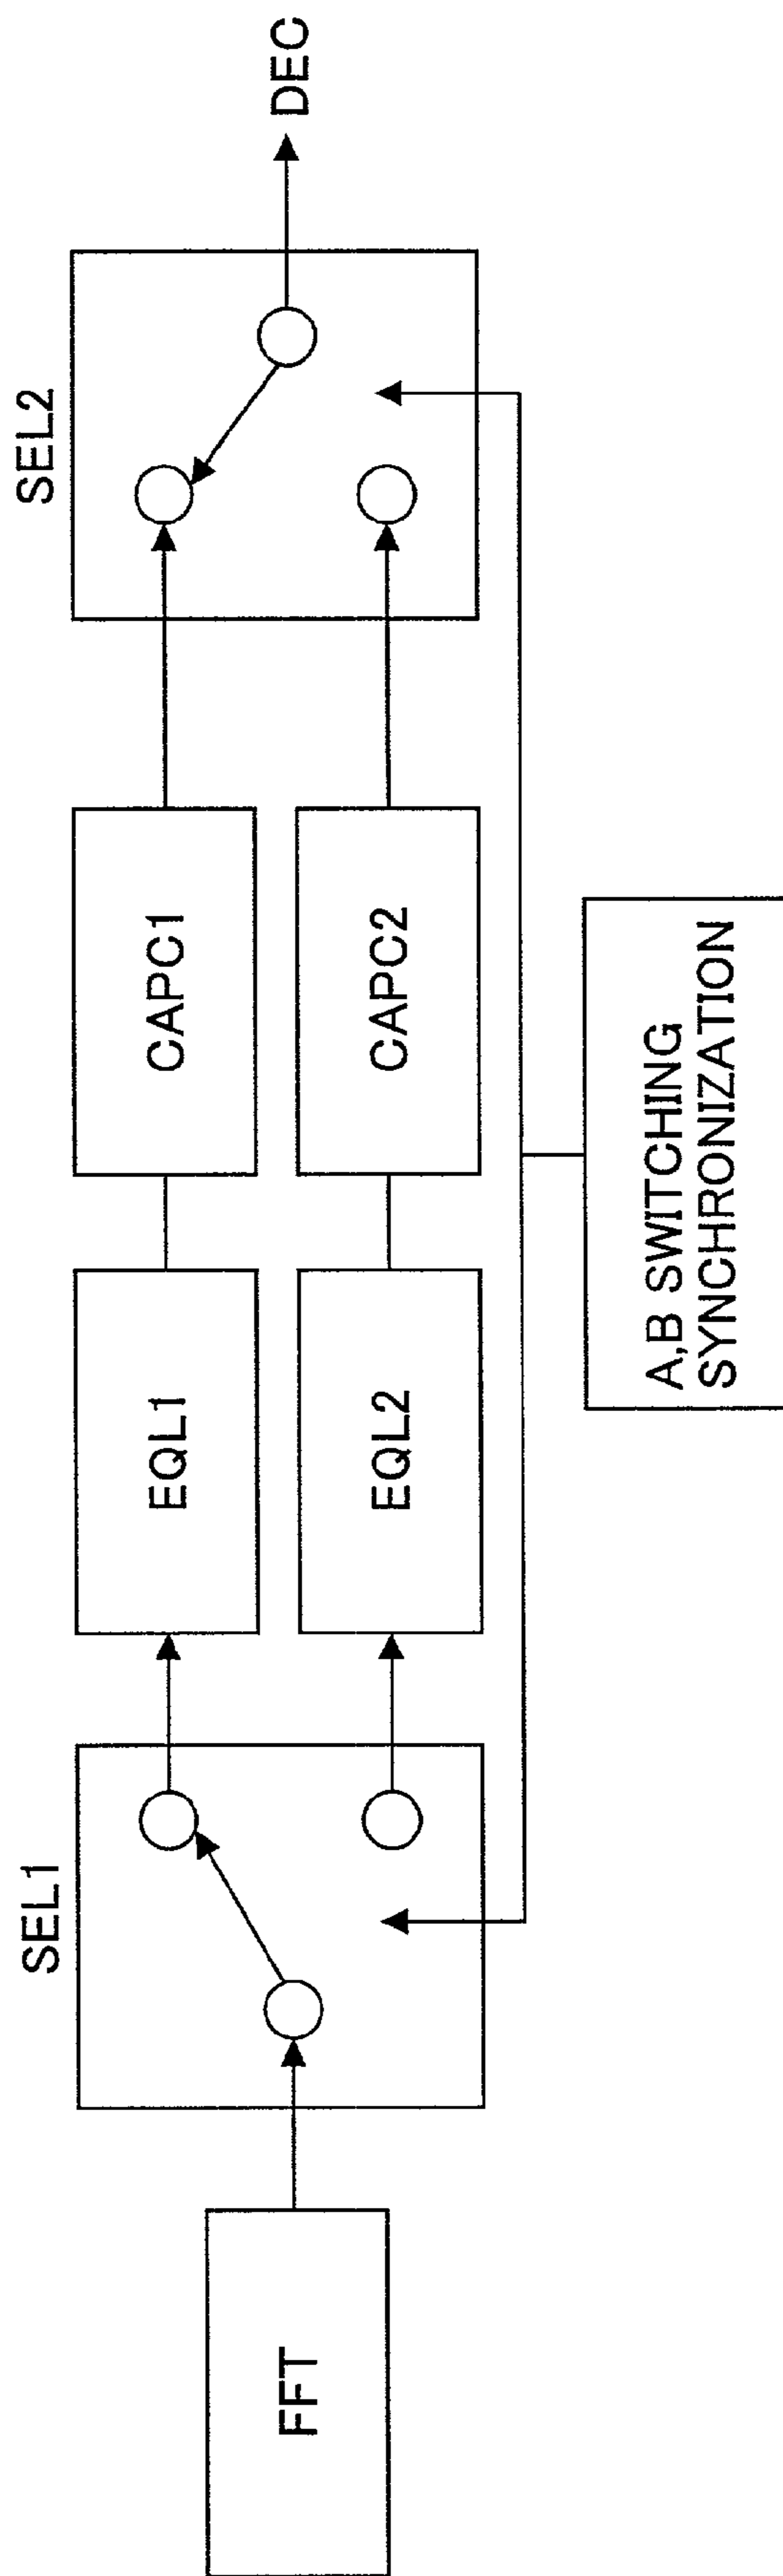 FFT
SEL1
EQL1
EQL2
CAPC1
CAPC2
SEL2
DEC
A,B SWITCHING
SYNCHRONIZATION